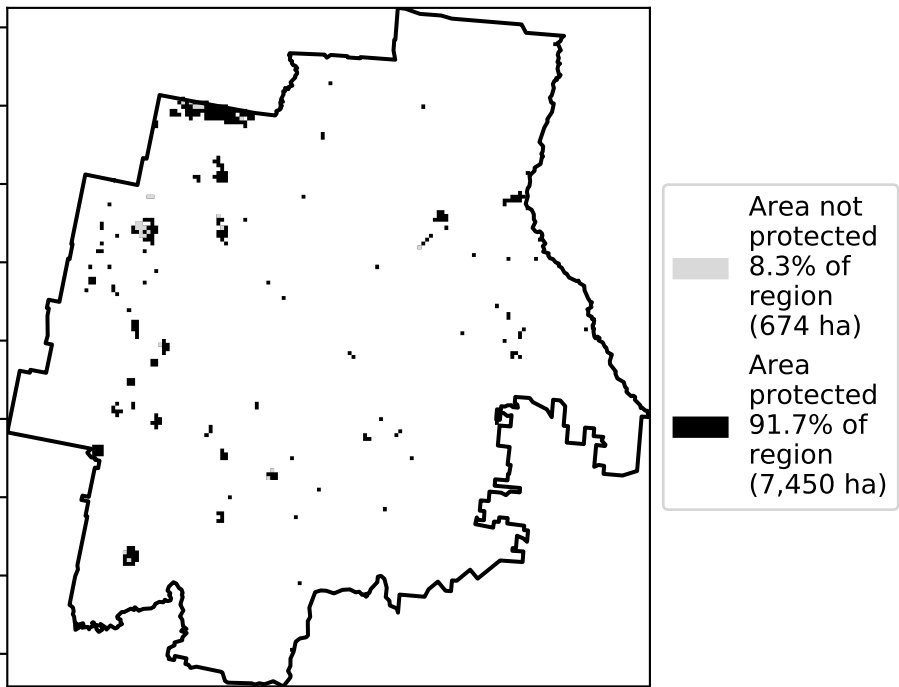 Area not
protected
8.3% of
region
(674 ha)
Area
protected
91.7% of
region
(7,450 ha)